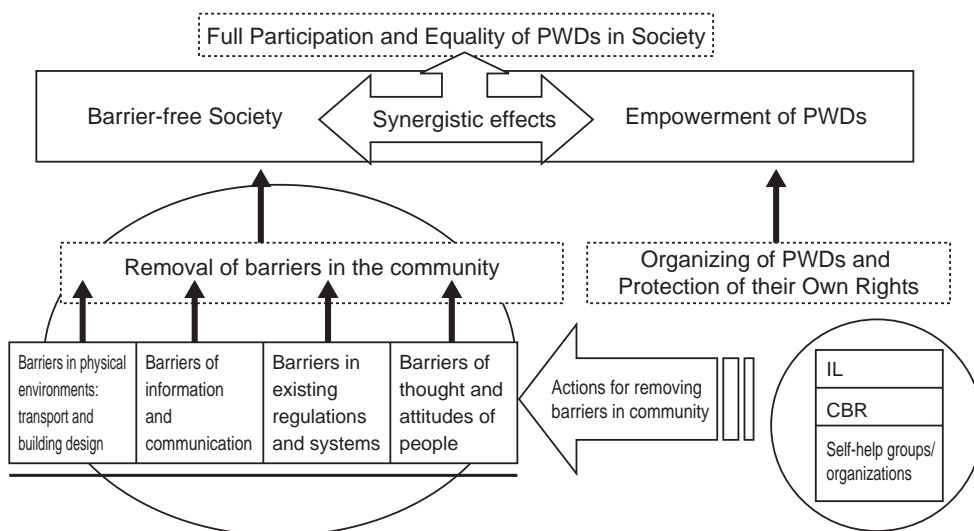 Full Participation and Equality of PWDs in Society
Barrier-free Society
Synergistic effects
Empowerment of PWDs
Removal of barriers in the community
Organizing of PWDs and
Protection of their Own Rights
Barriers in physical
environments:
transport and
building design
Barriers of
information
and
communication
Barriers in
existing
regulations
and systems
Barriers of
thought and
attitudes of
people
Actions for removing
barriers in community
IL
CBR
Self-help groups/
organizations